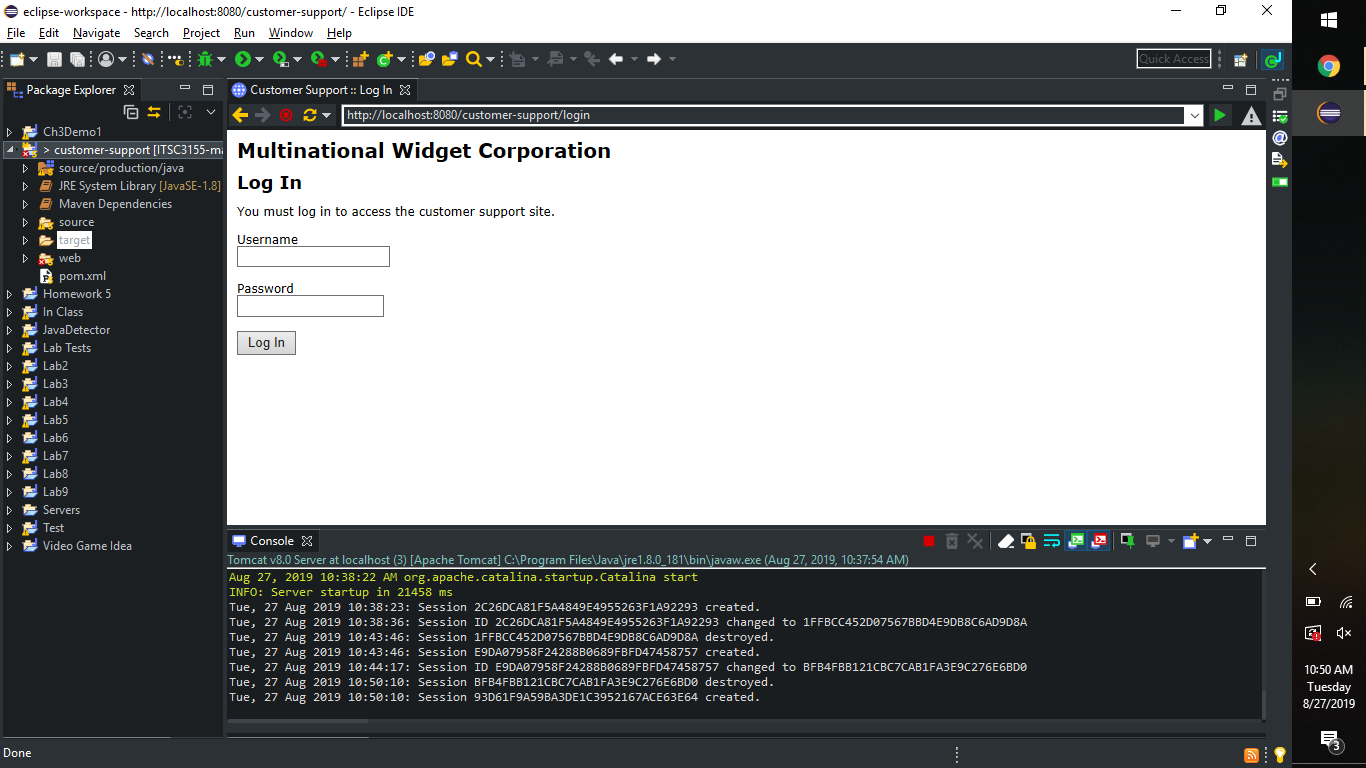 eclipse-workspace - http://localhost:8080/customer-support/ - Eclipse IDE
File Edit Navigate Search Project Run Window Help
Quick Access
Package Explorer
Ch3Demo1
> customer-support [ITSC3155-ma
source/production/java
JRE System Library [JavaSE-1.8]
Maven Dependencies
source
target
web
pom.xml
Homework 5
In Class
JavaDetector
Lab Tests
Lab2
Lab3
Lab4
Lab5
Lab6
Lab7
Lab8
Lab9
Servers
Test
Video Game Idea
Customer Support :: Log In
http://localhost:8080/customer-support/login
Multinational Widget Corporation
Log In
You must log in to access the customer support site.
Username
Password
Log In
Console
Tomcat v8.0 Server at localhost (3) [Apache Tomcat] C:\Program Files\Java\jre1.8.0_181\bin\javaw.exe (Aug 27, 2019, 10:37:54 AM)
Aug 27, 2019 10:38:22 AM org.apache.catalina.startup.Catalina start
INFO: Server startup in 21458 ms
Tue, 27 Aug 2019 10:38:23: Session 2C26DCA81F5A4849E4955263F1A92293 created.
Tue, 27 Aug 2019 10:38:36: Session ID 2C26DCA81F5A4849E4955263F1A92293 changed to 1FFBCC452D07567BBD4E9DB8C6AD9D8A
Tue, 27 Aug 2019 10:43:46: Session 1FFBCC452D07567BBD4E9DB8C6AD9D8A destroyed.
Tue, 27 Aug 2019 10:43:46: Session E9DA07958F24288B0689FBFD47458757 created.
Tue, 27 Aug 2019 10:44:17: Session ID E9DA07958F24288B0689FBFD47458757 changed to BFB4FBB121CBC7CAB1FA3E9C276E6BD0
Tue, 27 Aug 2019 10:50:10: Session BFB4FBB121CBC7CAB1FA3E9C276E6BD0 destroyed.
Tue, 27 Aug 2019 10:50:10: Session 93D61F9A59BA3DE1C3952167ACE63E64 created.
Done
10:50 AM
Tuesday
8/27/2019
3